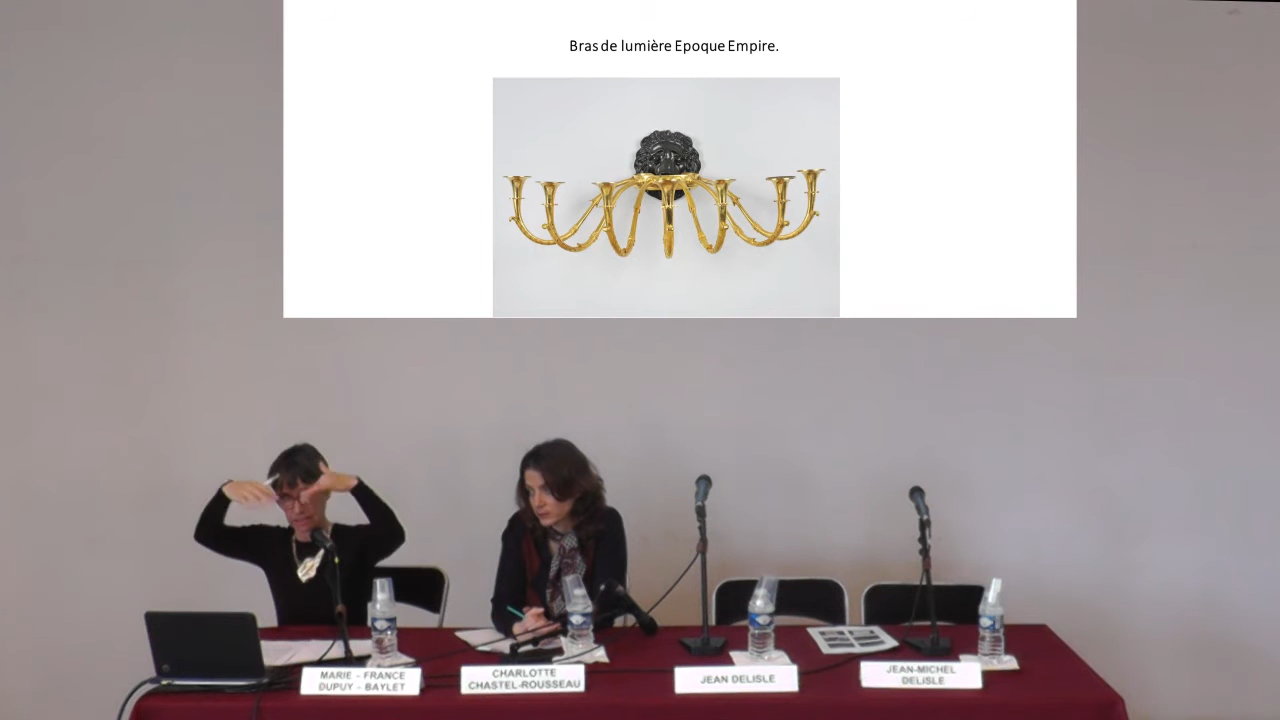 Bras de lumière Epoque Empire.
MARIE - FRANCE
DUPUY - BAYLET
CHARLOTTE
CHASTEL-ROUSSEAU
JEAN DELISLE
JEAN-MICHEL
DELISLE